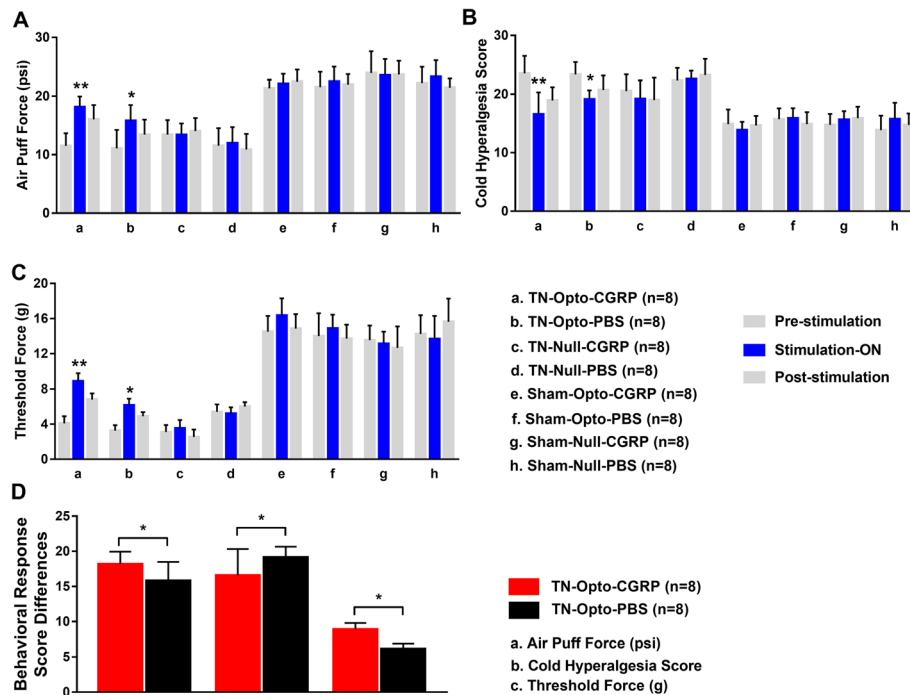 A
Air Puff Force (psi)
30
20
10
0
** *
a b c d e f g h
B
Cold Hyperalgesia Score
30
20
10
0
** *
a b c d e f g h
C
Threshold Force (g)
20
16
12
8
4
0
** *
a b c d e f g h
a. TN-Opto-CGRP (n=8)
b. TN-Opto-PBS (n=8)
c. TN-Null-CGRP (n=8)
d. TN-Null-PBS (n=8)
e. Sham-Opto-CGRP (n=8)
f. Sham-Opto-PBS (n=8)
g. Sham-Null-CGRP (n=8)
h. Sham-Null-PBS (n=8)
Pre-stimulation
Stimulation-ON
Post-stimulation
D
Behavioral Response
Score Differences
25
20
15
10
5
0
* * *
TN-Opto-CGRP (n=8)
TN-Opto-PBS (n=8)
a. Air Puff Force (psi)
b. Cold Hyperalgesia Score
c. Threshold Force (g)